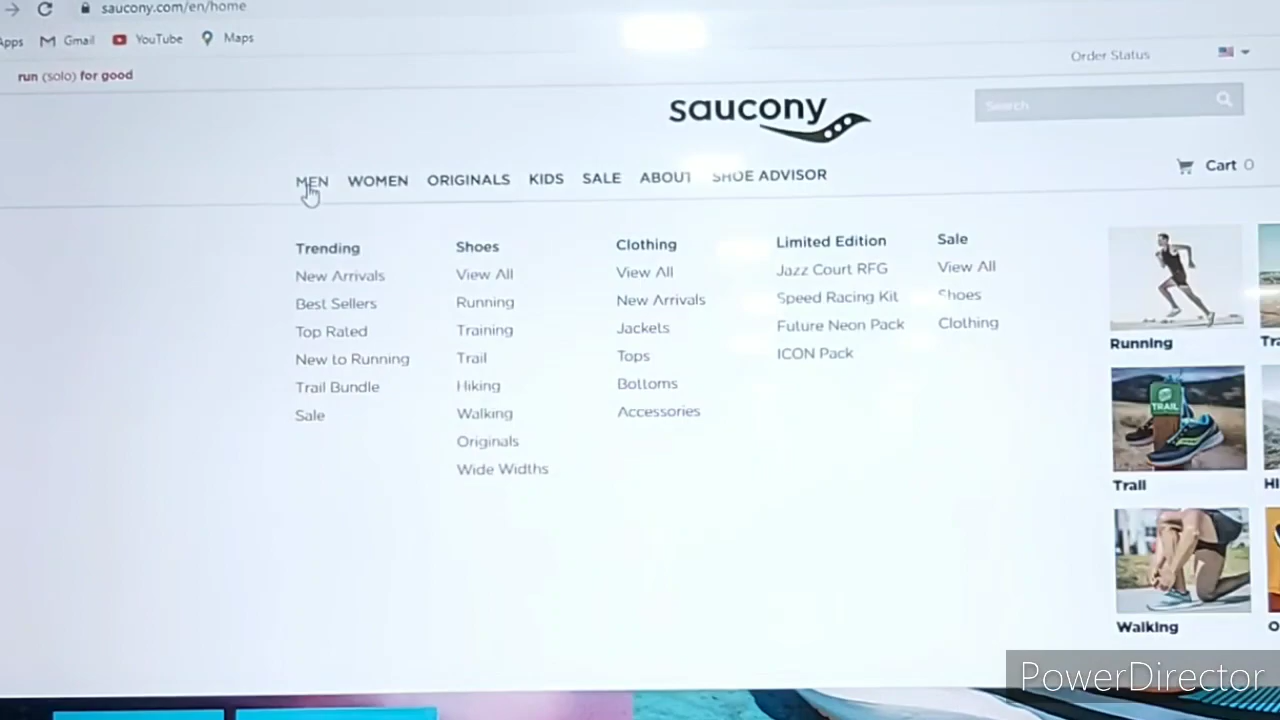 saucony.com/en/home
Apps Gmail YouTube Maps
run (solo) for good
Order Status
saucony
Search
MEN WOMEN ORIGINALS KIDS SALE ABOUT SHOE ADVISOR
Cart 0
Trending
New Arrivals
Best Sellers
Top Rated
New to Running
Trail Bundle
Sale
Shoes
View All
Running
Training
Trail
Hiking
Walking
Originals
Wide Widths
Clothing
View All
New Arrivals
Jackets
Tops
Bottoms
Accessories
Limited Edition
Jazz Court RFG
Speed Racing Kit
Future Neon Pack
ICON Pack
Sale
View All
Shoes
Clothing
Running
TRAIL
Trail
Walking
PowerDirector